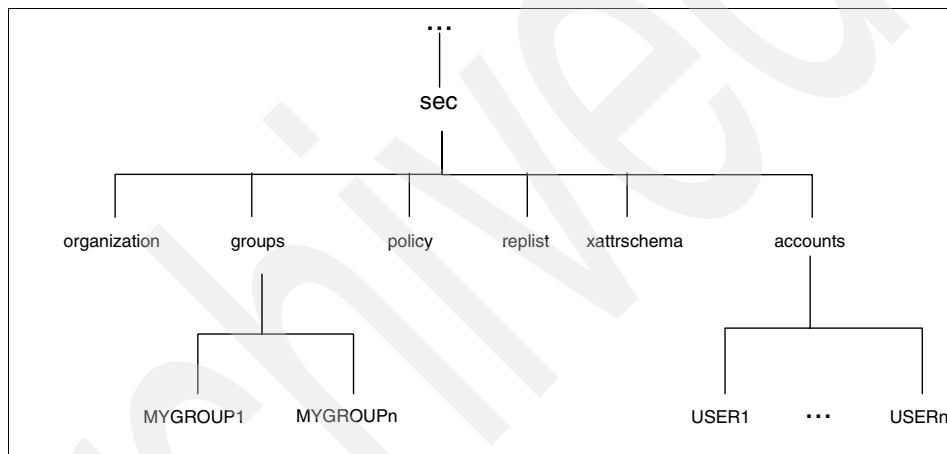 ...
sec
organization groups policy replist xattrschema accounts
MYGROUP1 MYGROUPn USER1 ... USERn